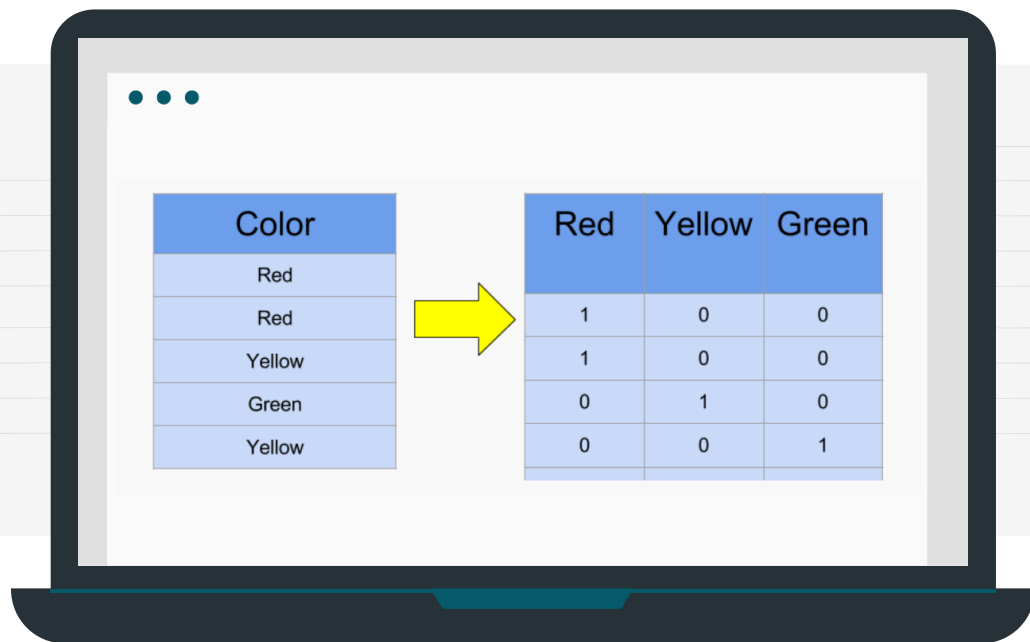 Color
Red
Red
Yellow
Green
Yellow
Red Yellow Green
1 0 0
1 0 0
0 1 0
0 0 1